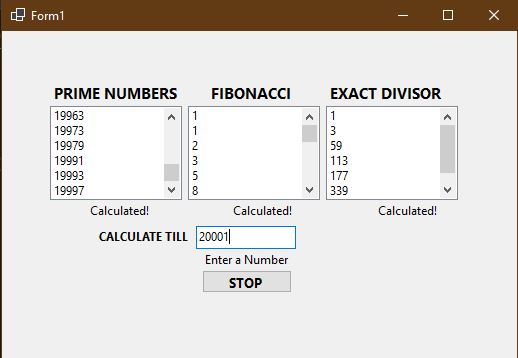 Form1
PRIME NUMBERS FIBONACCI EXACT DIVISOR
19963 1 1
19973 1 3
19979 2 59
19991 3 113
19993 5 177
19997 8 339
Calculated! Calculated! Calculated!
CALCULATE TILL 20001
Enter a Number
STOP